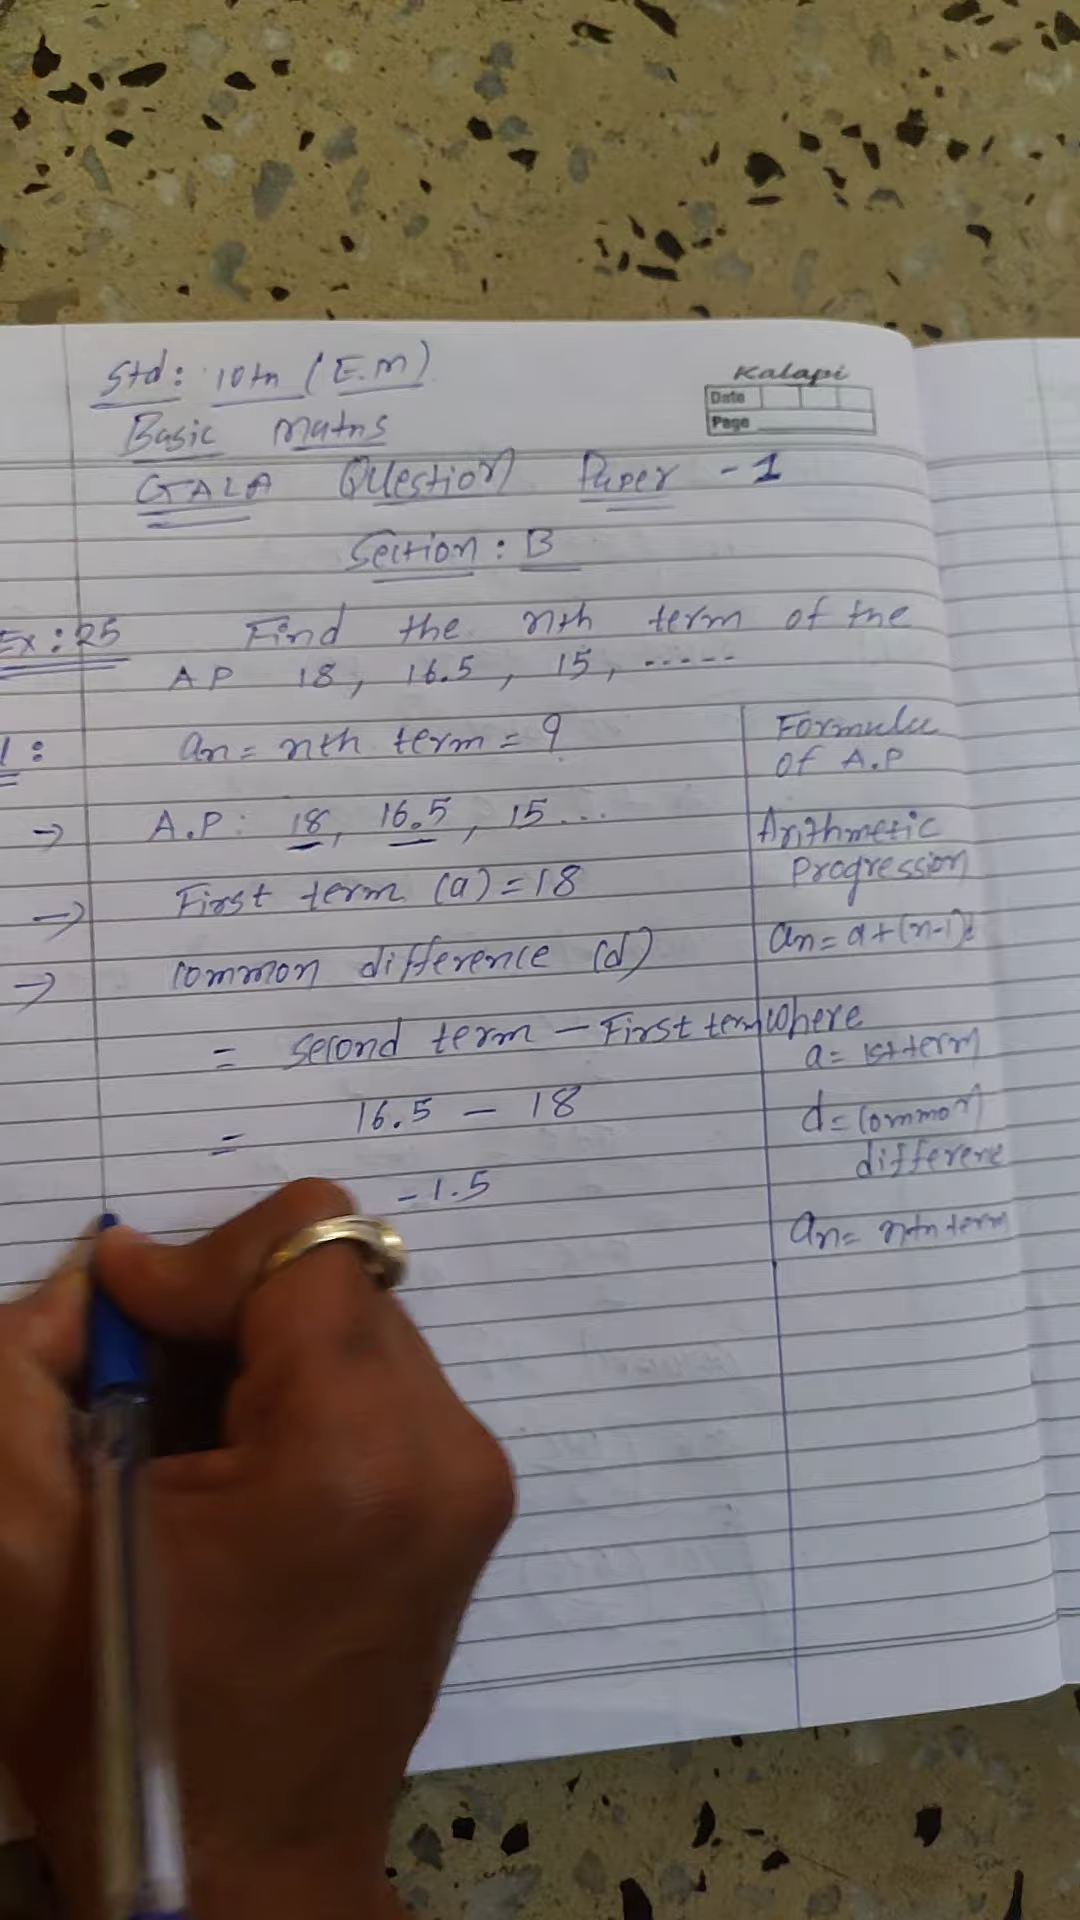 Std: 10th (E.M)
Kalapi
Date
Page
Basic Maths
GALA Question Paper - 1
Section : B
Ex: 25 Find the nth term of the
AP 18, 16.5, 15, .....
an = nth term = ?
A.P: 18, 16.5, 15...
First term (a) = 18
common difference (d)
= second term - First term
= 16.5 - 18
-1.5
Formula
of A.P
Arithmetic
Progression
an = a + (n-1)
where
a = 1st term
d = common
an = nth term